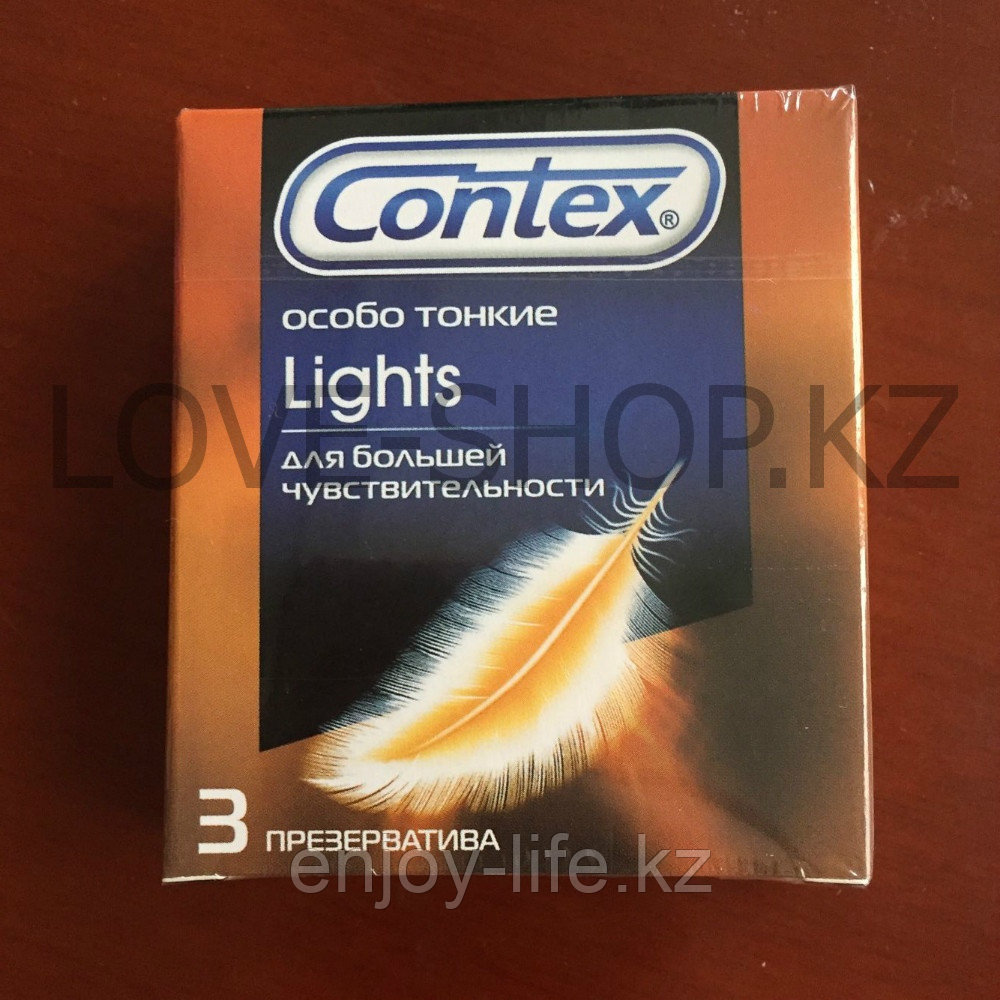 Contex®
особо тонкие
Lights
LOVE-SHOP.KZ
для большей
чувствительности
3 ПРЕЗЕРВАТИВА
enjoy-life.kz